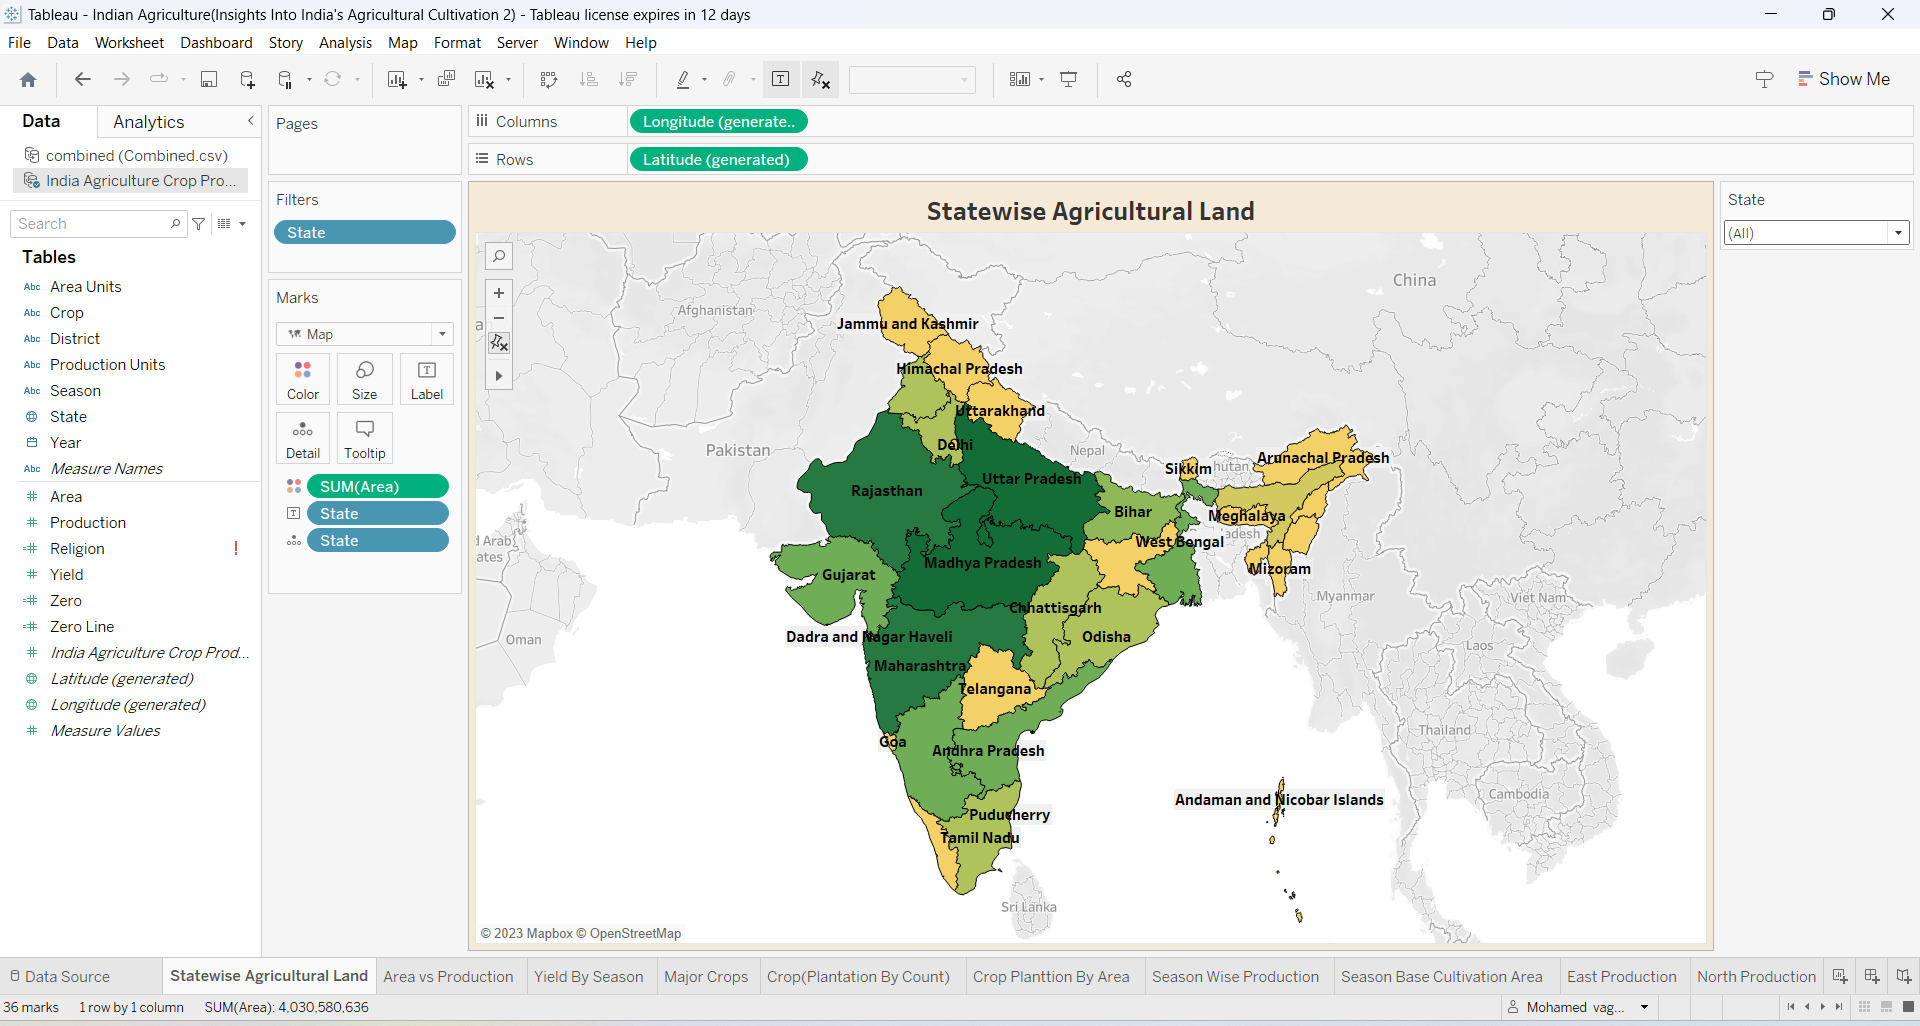 Tableau - Indian Agriculture(Insights Into India's Agricultural Cultivation 2) - Tableau license expires in 12 days
File Data Worksheet Dashboard Story Analysis Map Format Server Window Help
Show Me
Data Analytics
combined (Combined.csv)
India Agriculture Crop Pro...
Search
Tables
Abc Area Units
Abc Crop
Abc District
Abc Production Units
Abc Season
State
Year
Abc Measure Names
# Area
# Production
=# Religion !
# Yield
=# Zero
=# Zero Line
# India Agriculture Crop Prod...
Latitude (generated)
Longitude (generated)
# Measure Values
Pages
Filters
State
Marks
Map
Color Size Label
Detail Tooltip
SUM(Area)
State
State
Columns Longitude (generate..
Rows Latitude (generated)
Statewise Agricultural Land
China
Afghanistan
Jammu and Kashmir
Himachal Pradesh
Uttarakhand
Pakistan
Delhi
Nepal
Arunachal Pradesh
Sikkim
hutan
Uttar Pradesh
Rajasthan
Bihar
Meghalaya
adesh
West Bengal
d Arab
ates
Madhya Pradesh
Mizoram
Gujarat
Myanmar
Viet Nam
Chhattisgarh
Oman
Dadra and Nagar Haveli
Odisha
Laos
Maharashtra
Telangana
Thailand
Goa
Andhra Pradesh
Cambodia
Andaman and Nicobar Islands
Puducherry
Tamil Nadu
Sri Lanka
© 2023 Mapbox © OpenStreetMap
State
(All)
Data Source Statewise Agricultural Land Area vs Production Yield By Season Major Crops Crop(Plantation By Count) Crop Planttion By Area Season Wise Production Season Base Cultivation Area East Production North Production
36 marks 1 row by 1 column SUM(Area): 4,030,580,636 Mohamed vag...